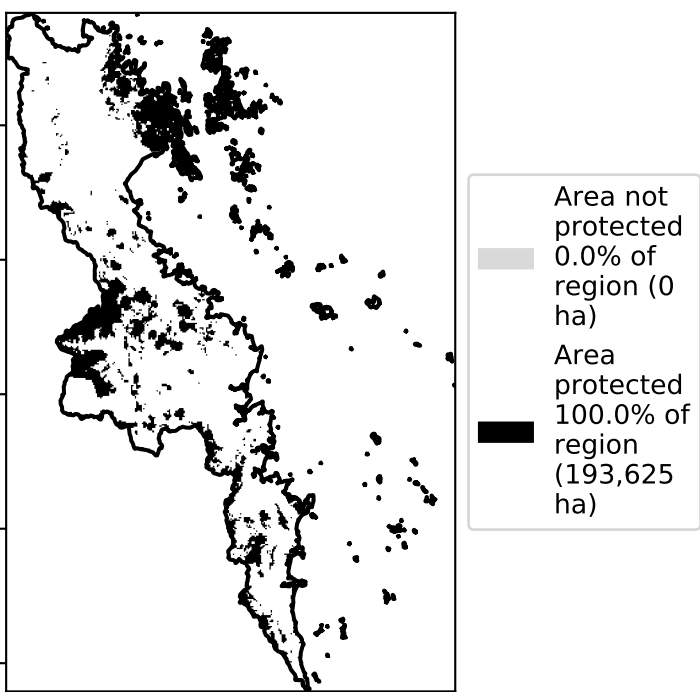 Area not
protected
0.0% of
region (0
ha)
Area
protected
100.0% of
region
(193,625
ha)